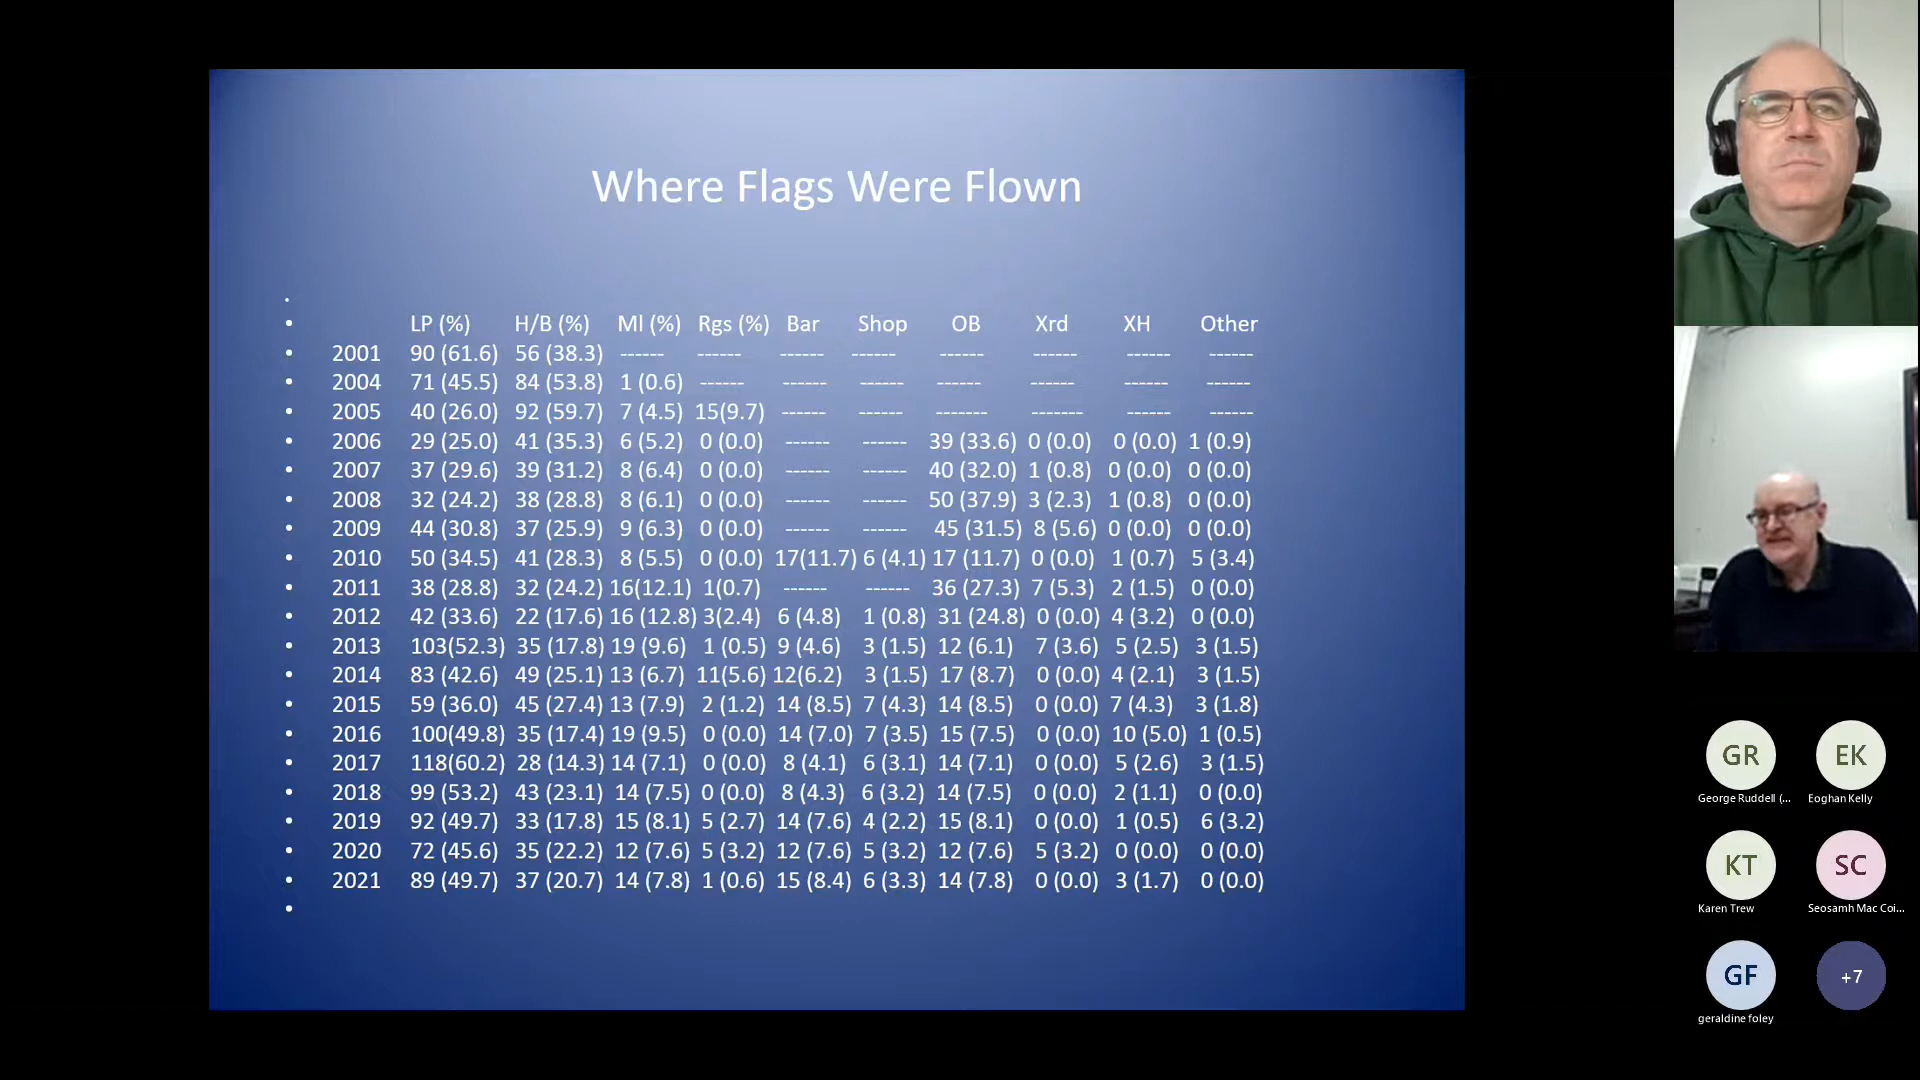 Where Flags Were Flown
LP (%) H/B (%) MI (%) Rgs (%) Bar Shop OB Xrd XH Other
2001 90 (61.6) 56 (38.3) ------ ------ ------ ------ ------ ------ ------ ------
2004 71 (45.5) 84 (53.8) 1 (0.6) ------ ------ ------ ------ ------ ------ ------
2005 40 (26.0) 92 (59.7) 7 (4.5) 15(9.7) ------ ------ ------- ------- ------ ------
2006 29 (25.0) 41 (35.3) 6 (5.2) 0 (0.0) ------ ------ 39 (33.6) 0 (0.0) 0 (0.0) 1 (0.9)
2007 37 (29.6) 39 (31.2) 8 (6.4) 0 (0.0) ------ ------ 40 (32.0) 1 (0.8) 0 (0.0) 0 (0.0)
2008 32 (24.2) 38 (28.8) 8 (6.1) 0 (0.0) ------ ------ 50 (37.9) 3 (2.3) 1 (0.8) 0 (0.0)
2009 44 (30.8) 37 (25.9) 9 (6.3) 0 (0.0) ------ ------ 45 (31.5) 8 (5.6) 0 (0.0) 0 (0.0)
2010 50 (34.5) 41 (28.3) 8 (5.5) 0 (0.0) 17(11.7) 6 (4.1) 17 (11.7) 0 (0.0) 1 (0.7) 5 (3.4)
2011 38 (28.8) 32 (24.2) 16(12.1) 1(0.7) ------ ------ 36 (27.3) 7 (5.3) 2 (1.5) 0 (0.0)
2012 42 (33.6) 22 (17.6) 16 (12.8) 3(2.4) 6 (4.8) 1 (0.8) 31 (24.8) 0 (0.0) 4 (3.2) 0 (0.0)
2013 103(52.3) 35 (17.8) 19 (9.6) 1 (0.5) 9 (4.6) 3 (1.5) 12 (6.1) 7 (3.6) 5 (2.5) 3 (1.5)
2014 83 (42.6) 49 (25.1) 13 (6.7) 11(5.6) 12(6.2) 3 (1.5) 17 (8.7) 0 (0.0) 4 (2.1) 3 (1.5)
2015 59 (36.0) 45 (27.4) 13 (7.9) 2 (1.2) 14 (8.5) 7 (4.3) 14 (8.5) 0 (0.0) 7 (4.3) 3 (1.8)
2016 100(49.8) 35 (17.4) 19 (9.5) 0 (0.0) 14 (7.0) 7 (3.5) 15 (7.5) 0 (0.0) 10 (5.0) 1 (0.5)
2017 118(60.2) 28 (14.3) 14 (7.1) 0 (0.0) 8 (4.1) 6 (3.1) 14 (7.1) 0 (0.0) 5 (2.6) 3 (1.5)
2018 99 (53.2) 43 (23.1) 14 (7.5) 0 (0.0) 8 (4.3) 6 (3.2) 14 (7.5) 0 (0.0) 2 (1.1) 0 (0.0)
2019 92 (49.7) 33 (17.8) 15 (8.1) 5 (2.7) 14 (7.6) 4 (2.2) 15 (8.1) 0 (0.0) 1 (0.5) 6 (3.2)
2020 72 (45.6) 35 (22.2) 12 (7.6) 5 (3.2) 12 (7.6) 5 (3.2) 12 (7.6) 5 (3.2) 0 (0.0) 0 (0.0)
2021 89 (49.7) 37 (20.7) 14 (7.8) 1 (0.6) 15 (8.4) 6 (3.3) 14 (7.8) 0 (0.0) 3 (1.7) 0 (0.0)
GR EK
George Ruddell (... Eoghan Kelly
KT SC
Karen Trew Seosamh Mac Coi...
GF +7
geraldine foley